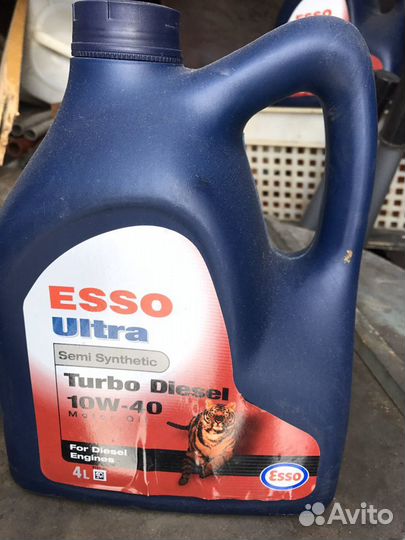 ESSO
Ultra
Semi Synthetic
Turbo Diesel
10W-40
Motor Oil
For Diesel
Engines
4L
Esso
Avito